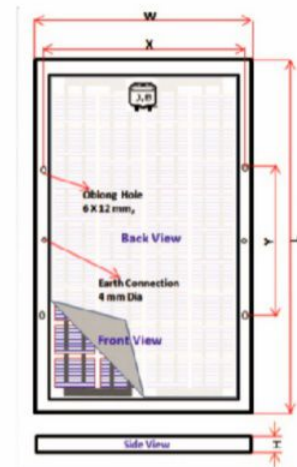 W
X
J,B
Oblong Hole
6 X 12 mm,
Y
L
Back View
Earth Connection
4 mm Dia
Front View
Side View
H